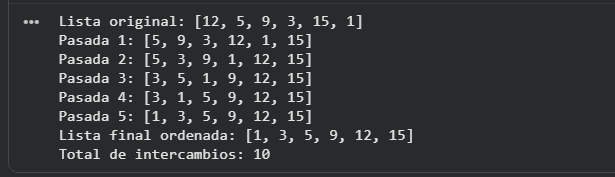 Lista original: [12, 5, 9, 3, 15, 1]
Pasada 1: [5, 9, 3, 12, 1, 15]
Pasada 2: [5, 3, 9, 1, 12, 15]
Pasada 3: [3, 5, 1, 9, 12, 15]
Pasada 4: [3, 1, 5, 9, 12, 15]
Pasada 5: [1, 3, 5, 9, 12, 15]
Lista final ordenada: [1, 3, 5, 9, 12, 15]
Total de intercambios: 10